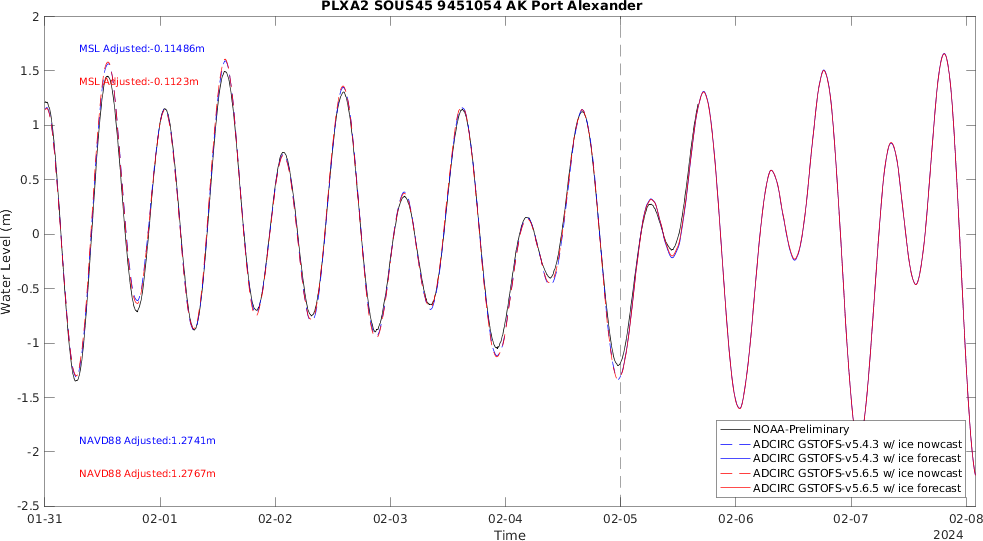 PLXA2 SOUS45 9451054 AK Port Alexander
2
1.5
1
0.5
0
-0.5
-1
-1.5
-2
-2.5
Water Level (m)
MSL Adjusted:-0.11486m
MSL Adjusted:-0.1123m
NAVD88 Adjusted:1.2741m
NAVD88 Adjusted:1.2767m
NOAA-Preliminary
ADCIRC GSTOFS-v5.4.3 w/ ice nowcast
ADCIRC GSTOFS-v5.4.3 w/ ice forecast
ADCIRC GSTOFS-v5.6.5 w/ ice nowcast
ADCIRC GSTOFS-v5.6.5 w/ ice forecast
01-31 02-01 02-02 02-03 02-04 02-05 02-06 02-07 02-08
Time
2024